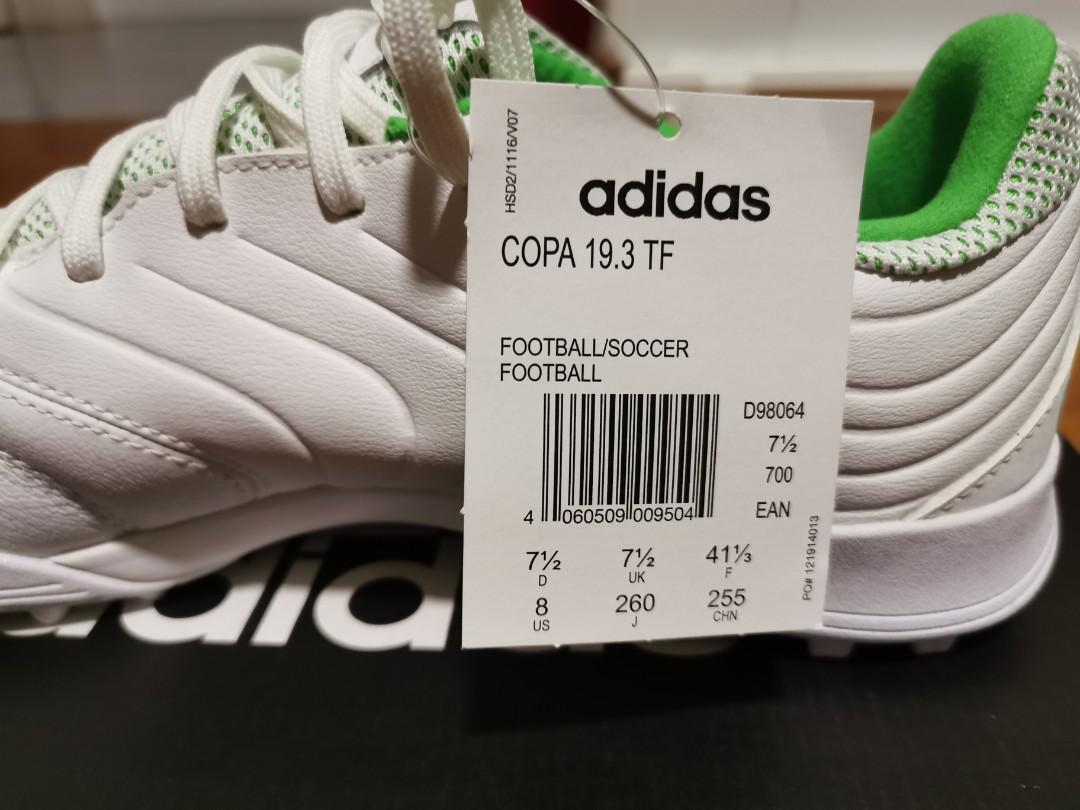 HSD2/1116/V07
adidas
COPA 19.3 TF
FOOTBALL/SOCCER
FOOTBALL
D98064
7½
700
EAN
4 060509 009504
PO# 121914013
7½ 7½ 41⅓
D UK F
8 260 255
US J CHN
adid